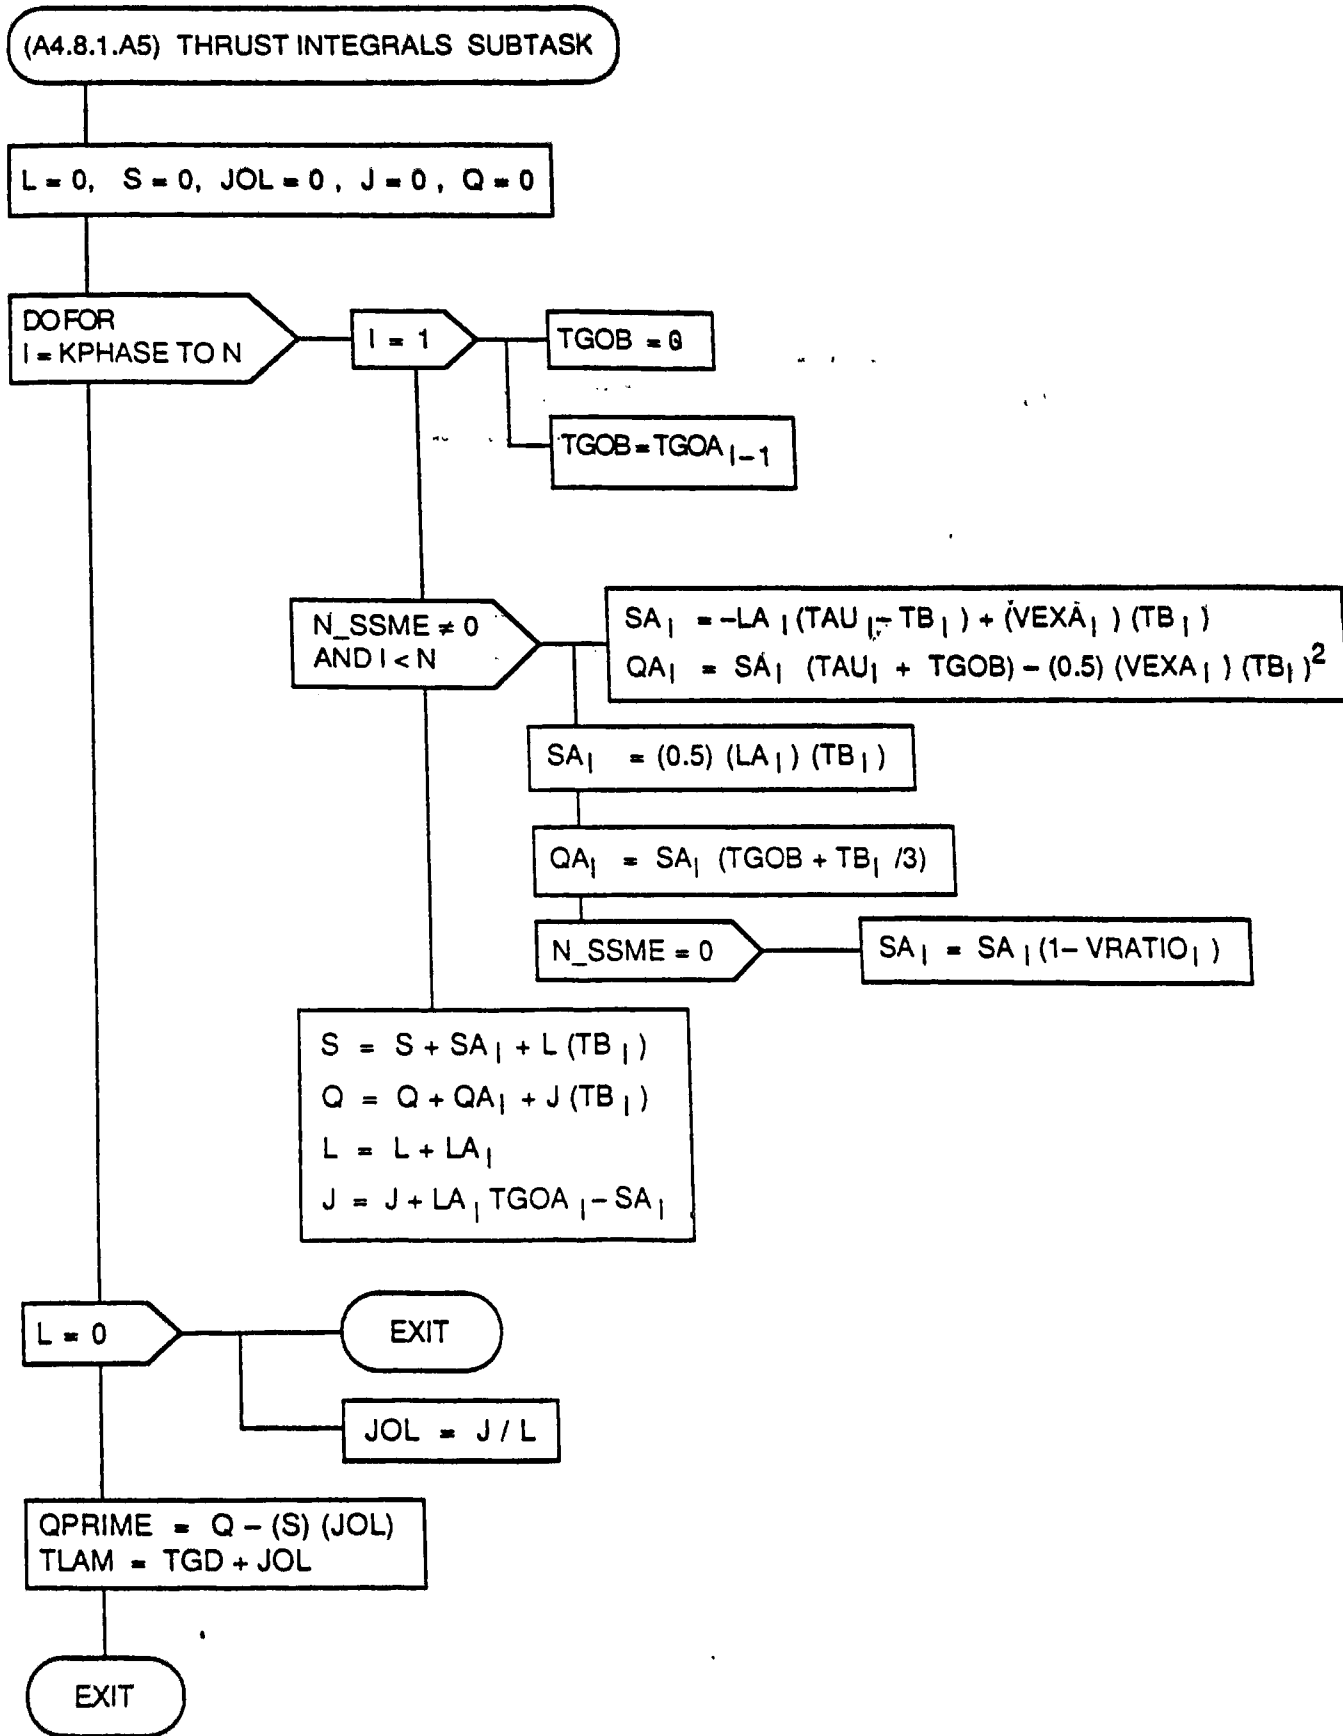 (A4.8.1.A5) THRUST INTEGRALS SUBTASK
L = 0, S = 0, JOL = 0, J = 0, Q = 0
DO FOR
I = KPHASE TO N
I = 1
TGOB = 0
TGOB = TGOA I-1
N_SSME ≠ 0
AND I < N
SA I = -LA I (TAU I - TB I) + (VEXA I) (TB I)
QA I = SA I (TAU I + TGOB) - (0.5) (VEXA I) (TB I)²
SA I = (0.5) (LA I) (TB I)
QA I = SA I (TGOB + TB I /3)
N_SSME = 0
SA I = SA I (1- VRATIO I)
S = S + SA I + L (TB I)
Q = Q + QA I + J (TB I)
L = L + LA I
J = J + LA I TGOA I - SA I
L = 0
EXIT
JOL = J / L
QPRIME = Q - (S) (JOL)
TLAM = TGD + JOL
EXIT